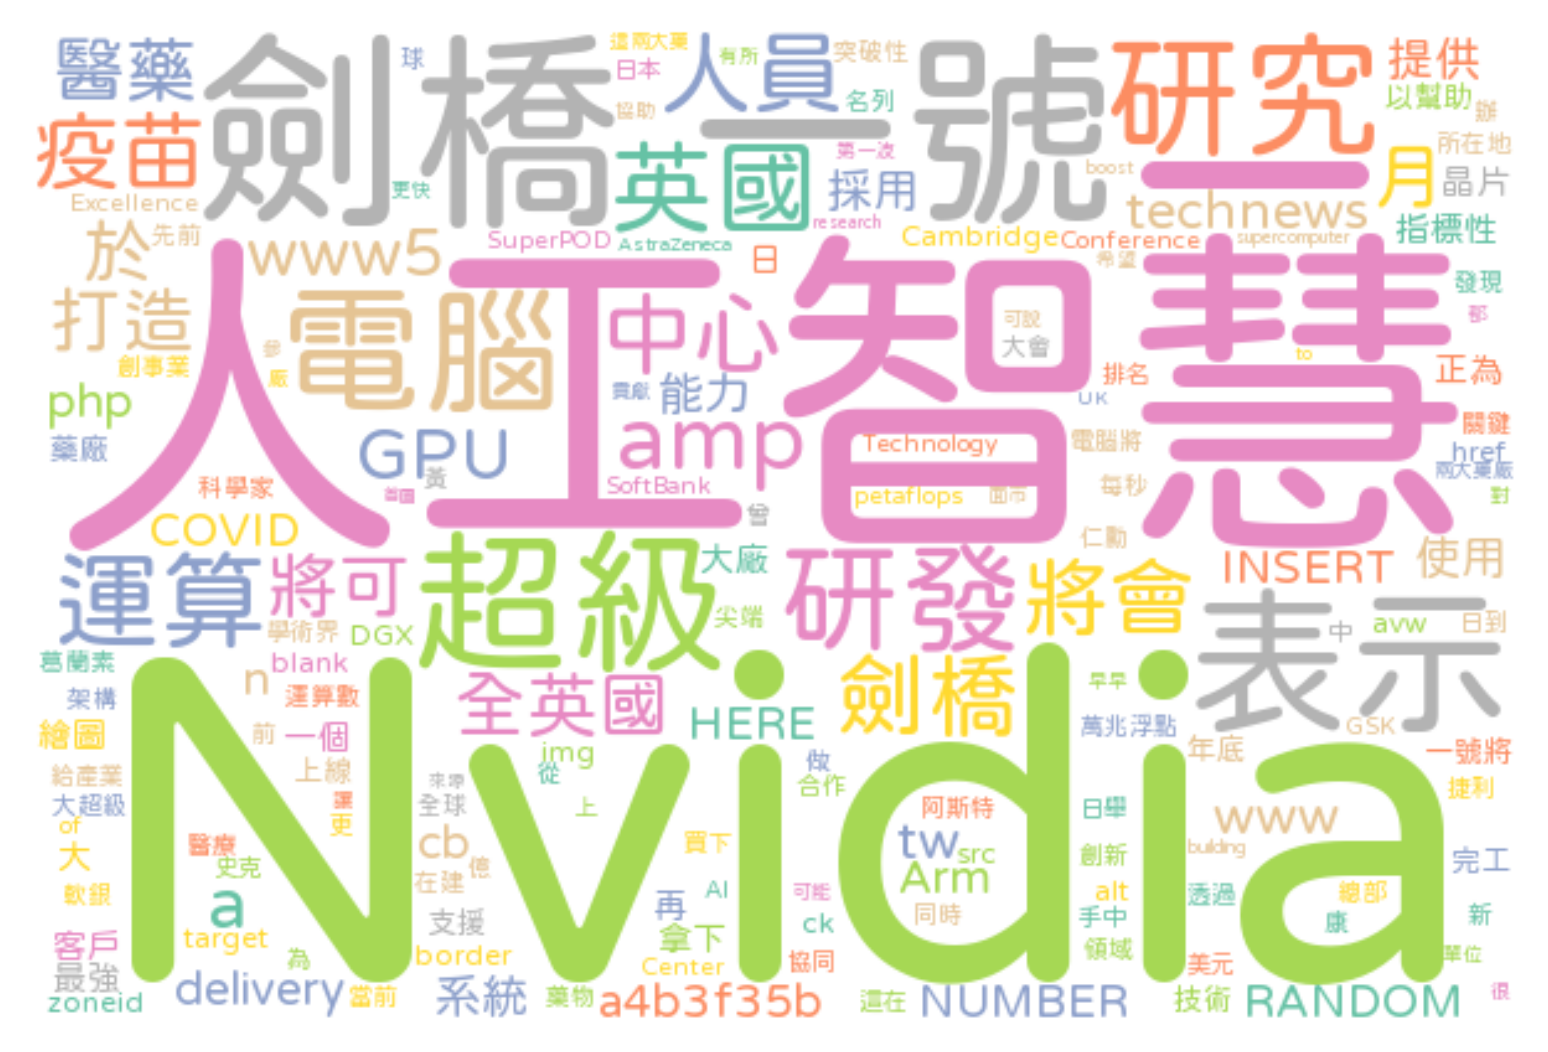 醫藥
劍橋一號
球
這兩大藥
日本
協助
人員
有所
突破性
名列
研究
提供
以幫助
辦
疫苗
Excellence
更快
英國
第一波
採用
research
boost
月
所在地
晶片
technews
指標性
於
先前
www5
SuperPOD
AstraZeneca
日
Cambridge
Conference
supercomputer
希望
發現
打造
人工智慧
電腦
中心
可說
大會
to
創事業
參
廠
貢獻
能力
排名
UK
正為
php
藥廠
GPU
黃
amp
Technology
電腦將
關鍵
href
兩大藥廠
科學家
首圖
SoftBank
petaflops
面市
每秒
對
COVID
曾
仁勳
運算
將可
超級
大廠
研發
將會
INSERT
使用
學術界
DGX
尖端
表示
中
avw
日到
葛蘭素
blank
架構
n
運算數
全英國
HERE
劍橋
早早
萬兆浮點
GSK
繪圖
前
一個
Nvidia
img
從
做
合作
年底
一號將
給產業
上線
來源
大超級
讓
更
全球
上
阿斯特
日舉
www
捷利
of
大
醫療
史克
cb
億
在建
買下
tw
src
Arm
創新
building
完工
軟銀
a
支援
再
AI
可能
ck
同時
alt
手中
透過
總部
康
新
客戶
target
為
border
拿下
Center
協同
領域
美元
單位
最強
zoneid
delivery
當前
系統
藥物
a4b3f35b
這在
NUMBER
技術
RANDOM
很